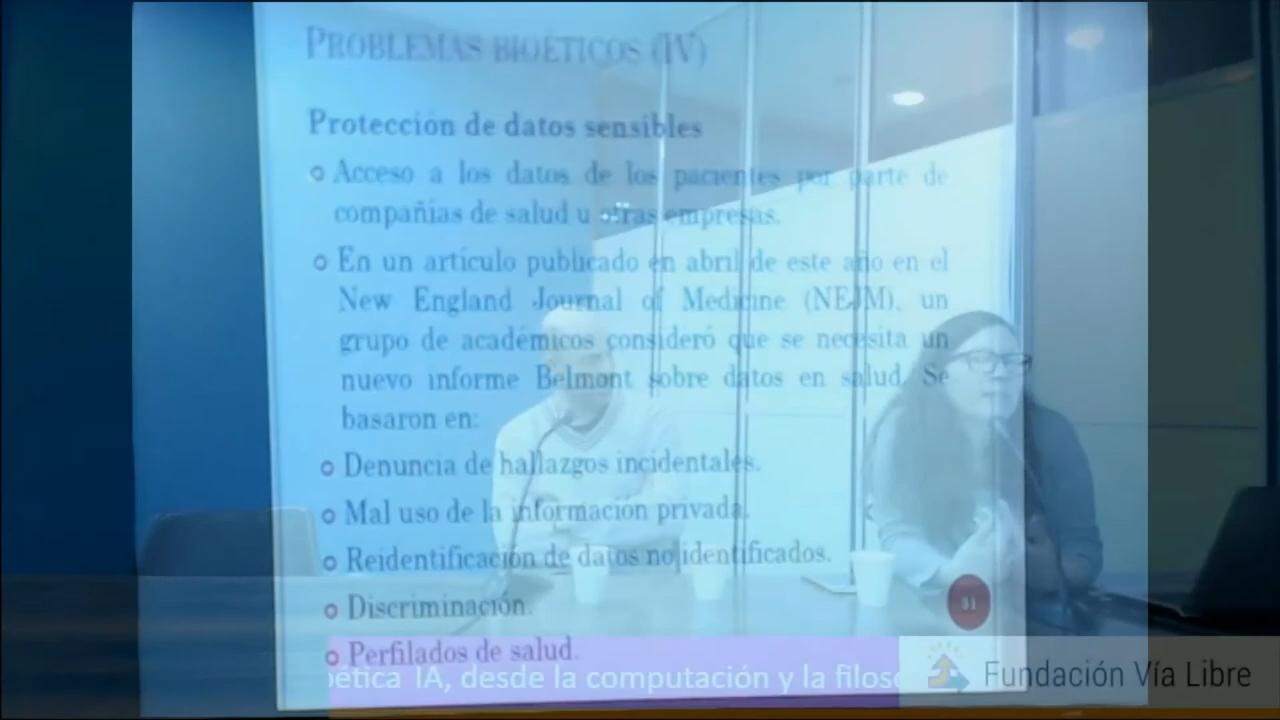 PROBLEMAS BIOÉTICOS (IV)
Protección de datos sensibles
Acceso a los datos de los pacientes por parte de
compañías de salud u otras empresas.
En un artículo publicado en abril de este año en el
New England Journal of Medicine (NEJM), un
grupo de académicos consideró que se necesita un
nuevo informe Belmont sobre datos en salud. Se
basaron en:
Denuncia de hallazgos incidentales.
Mal uso de la información privada.
Reidentificación de datos no identificados.
Discriminación.
31
Perfilados de salud.
oética IA, desde la computación y la filoso
Fundación Vía Libre